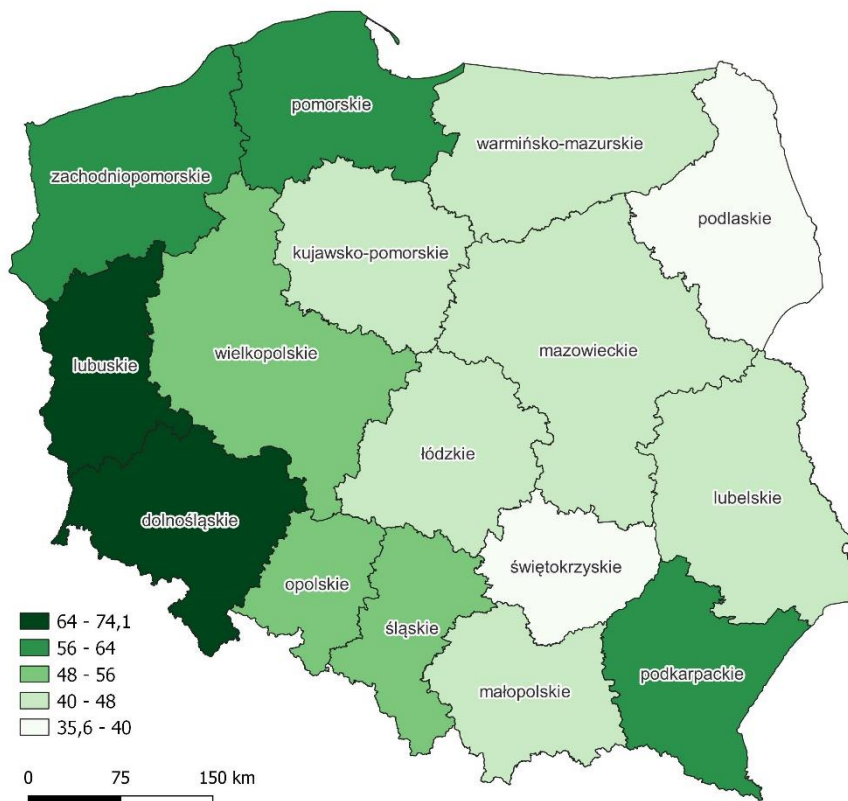 pomorskie
warmińsko-mazurskie
zachodniopomorskie
podlaskie
kujawsko-pomorskie
wielkopolskie
mazowieckie
lubuskie
łódzkie
lubelskie
dolnośląskie
świętokrzyskie
opolskie
śląskie
podkarpackie
małopolskie
64 - 74,1
56 - 64
48 - 56
40 - 48
35,6 - 40
0 75 150 km